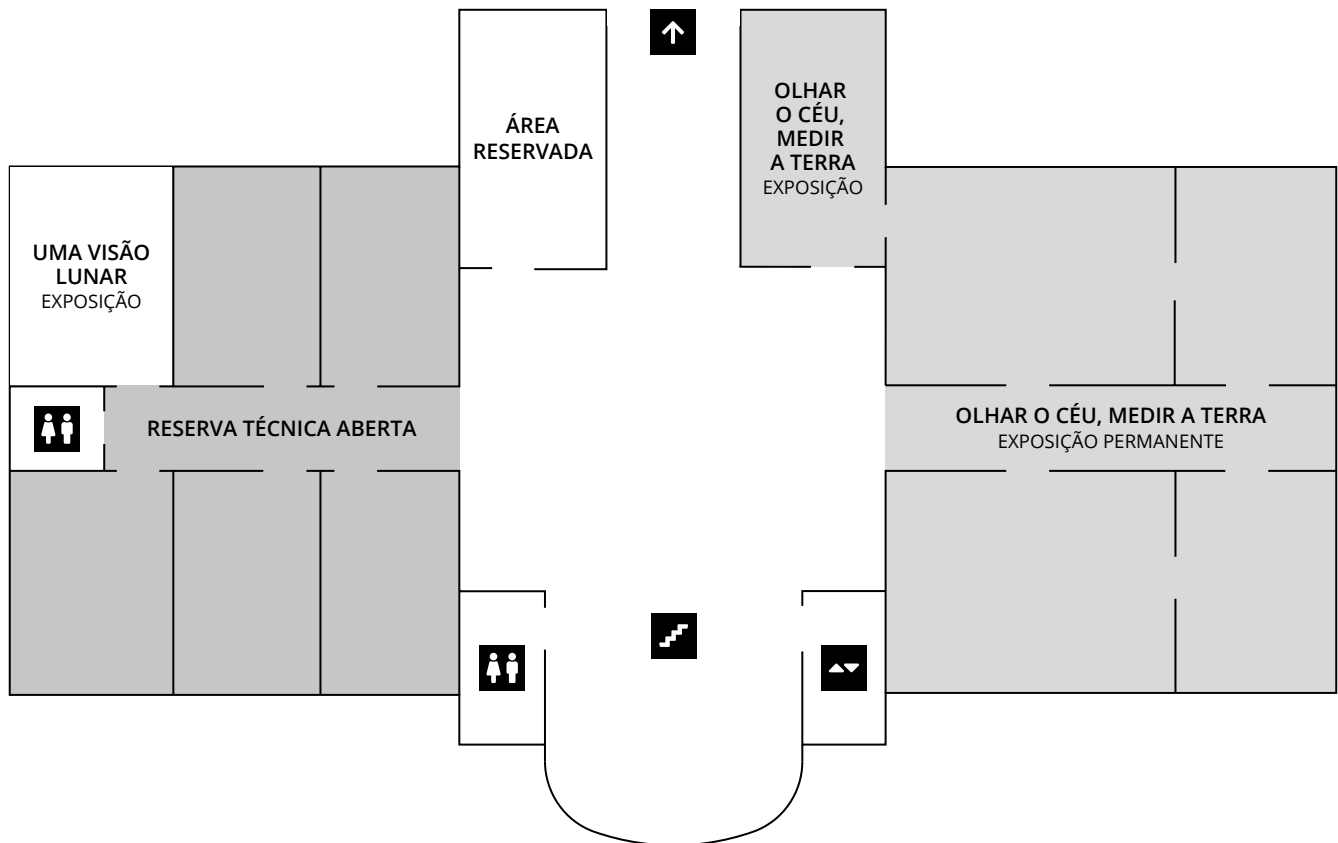 ÁREA
RESERVADA
OLHAR
O CÉU,
MEDIR
A TERRA
EXPOSIÇÃO
UMA VISÃO
LUNAR
EXPOSIÇÃO
RESERVA TÉCNICA ABERTA
OLHAR O CÉU, MEDIR A TERRA
EXPOSIÇÃO PERMANENTE